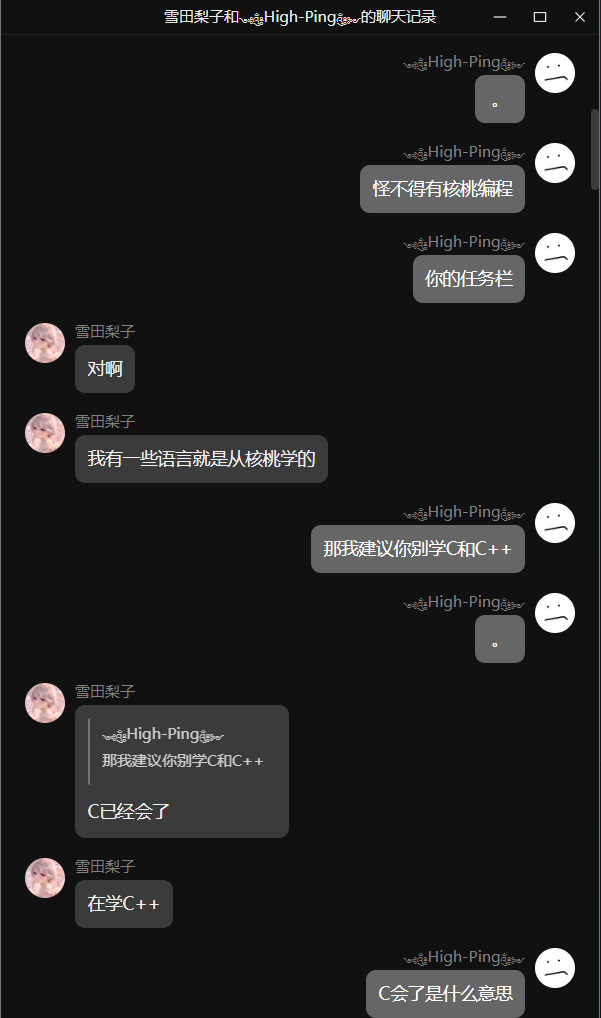 雪田梨子和High-Ping的聊天记录
High-Ping
。
High-Ping
怪不得有核桃编程
High-Ping
你的任务栏
雪田梨子
对啊
雪田梨子
我有一些语言就是从核桃学的
High-Ping
那我建议你别学C和C++
High-Ping
。
雪田梨子
High-Ping
那我建议你别学C和C++
C已经会了
雪田梨子
在学C++
High-Ping
C会了是什么意思